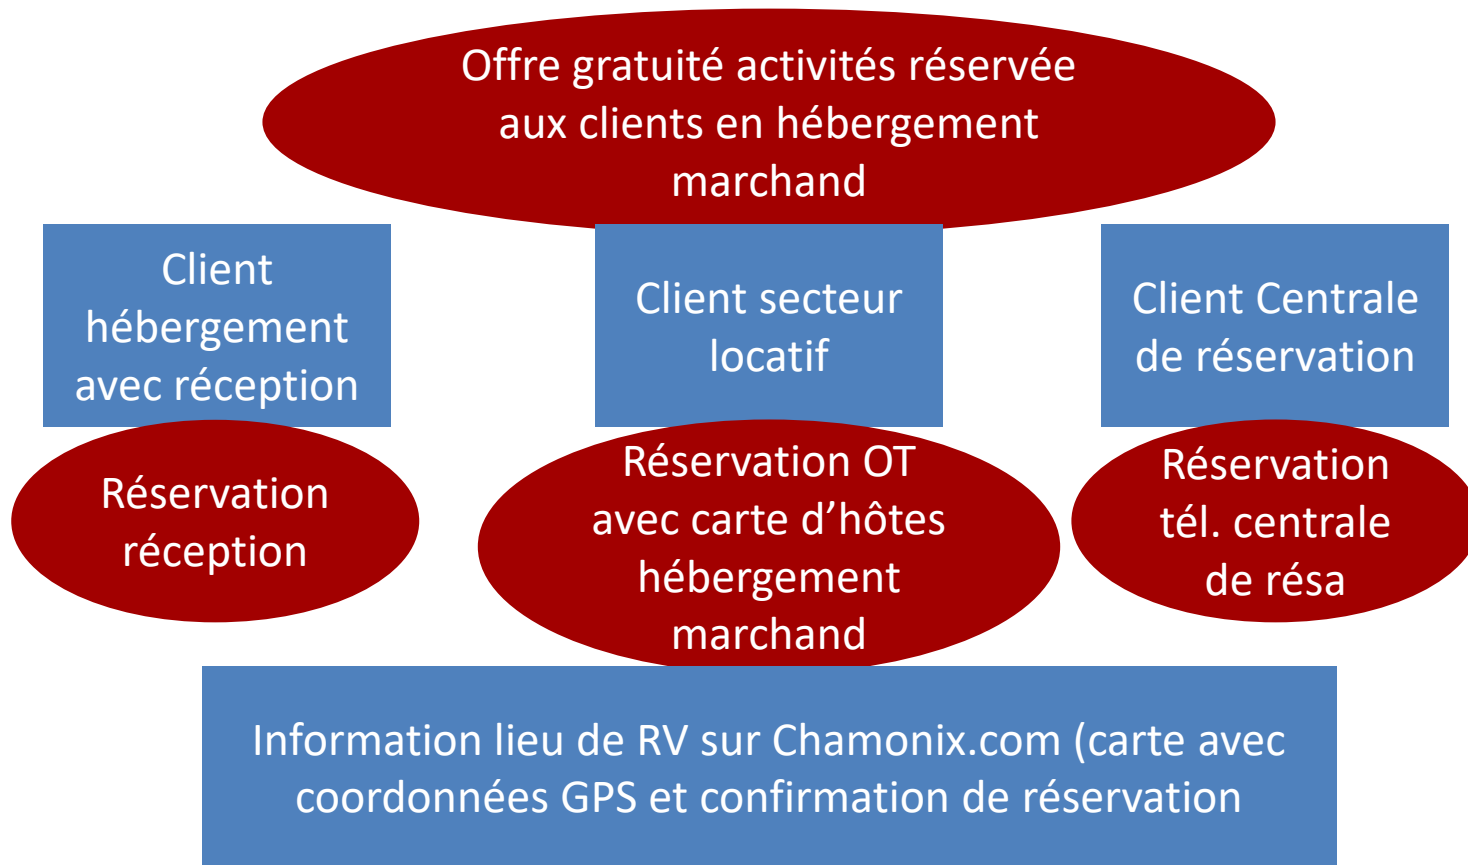 Offre gratuité activités réservée
aux clients en hébergement
marchand
Client
hébergement
avec réception
Client secteur
locatif
Client Centrale
de réservation
Réservation
réception
Réservation OT
avec carte d’hôtes
hébergement
marchand
Réservation
tél. centrale
de résa
Information lieu de RV sur Chamonix.com (carte avec
coordonnées GPS et confirmation de réservation